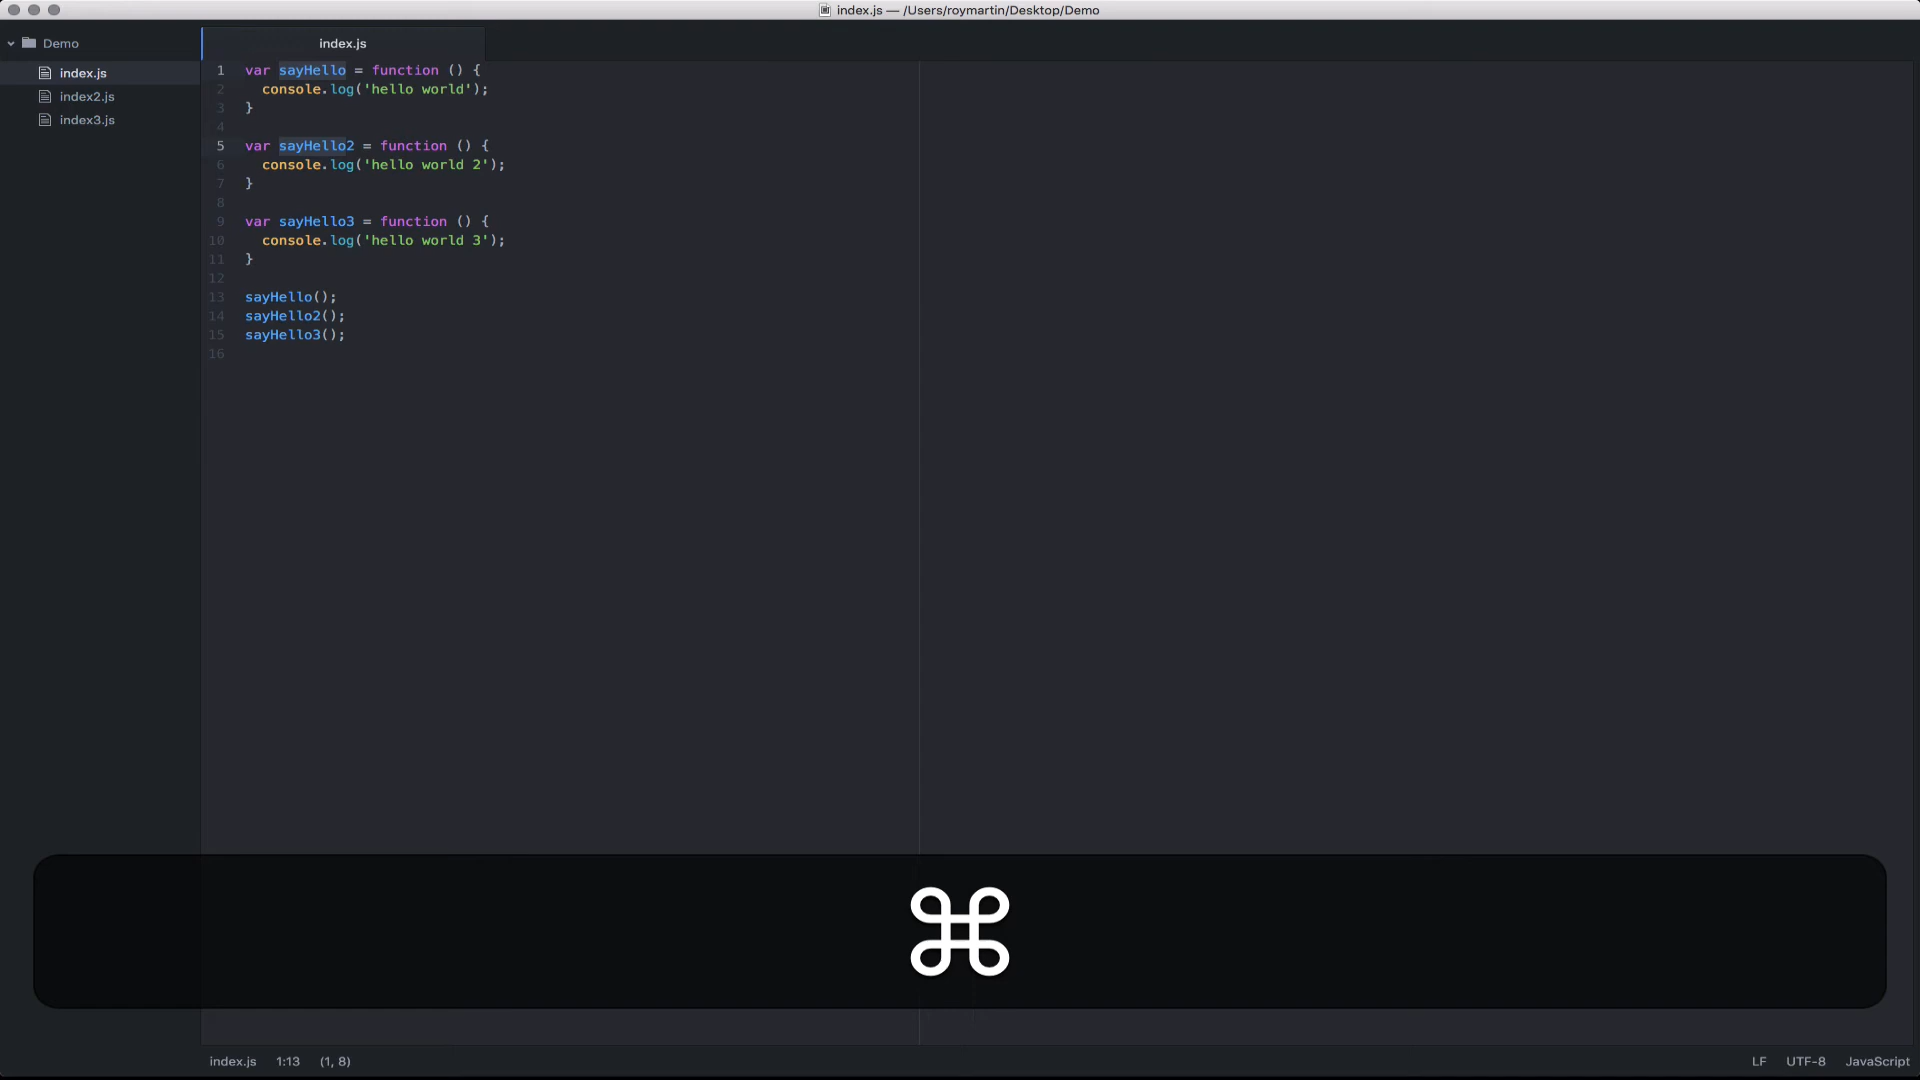 index.js — /Users/roymartin/Desktop/Demo
Demo
index.js
index2.js
index3.js
index.js
1 var sayHello = function () {
2   console.log('hello world');
3 }
4
5 var sayHello2 = function () {
6   console.log('hello world 2');
7 }
8
9 var sayHello3 = function () {
10   console.log('hello world 3');
11 }
12
13 sayHello();
14 sayHello2();
15 sayHello3();
16
⌘
index.js 1:13 (1, 8) LF UTF-8 JavaScript